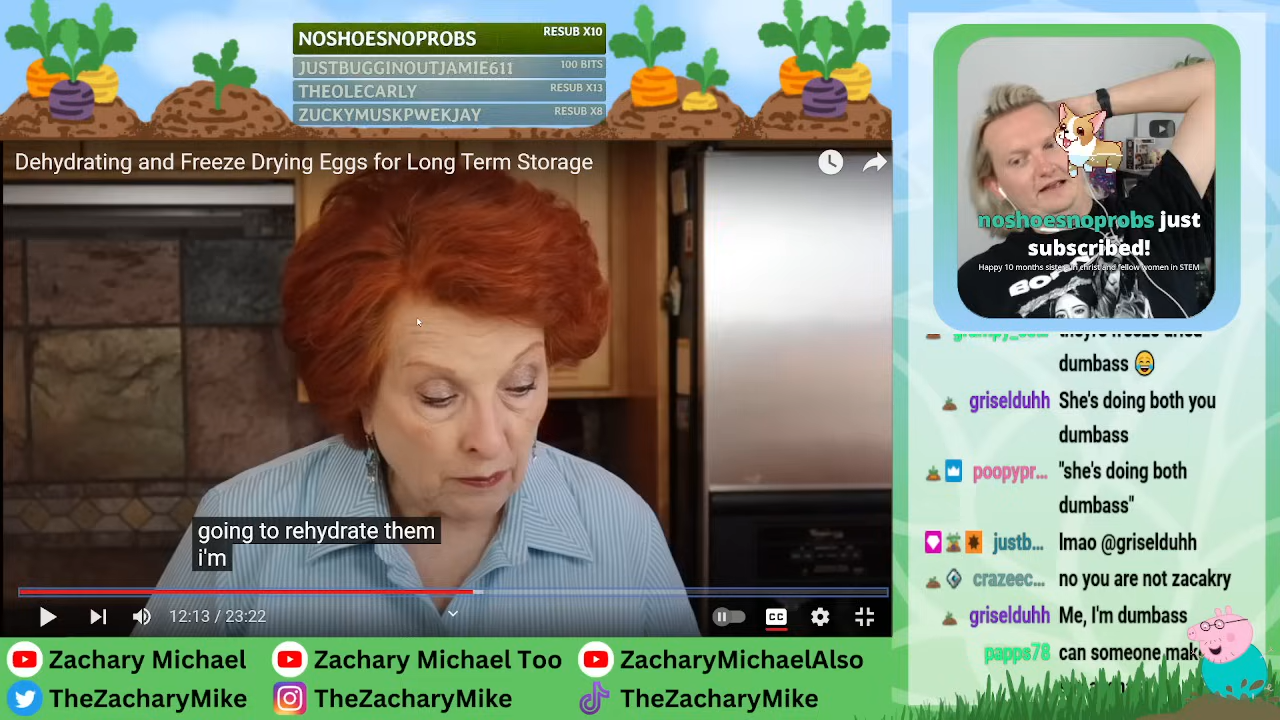 NOSHOESNOPROBS RESUB X10
JUSTBUGGINOUTJAMIE611 100 BITS
THEOLECARLY RESUB X13
ZUCKYMUSKPWEKJAY RESUB X8
Dehydrating and Freeze Drying Eggs for Long Term Storage
going to rehydrate them
i'm
12:13 / 23:22
CC
Zachary Michael
Zachary Michael Too
ZacharyMichaelAlso
TheZacharyMike
TheZacharyMike
TheZacharyMike
noshoesnoprobs just
subscribed!
Happy 10 months sisters in christ and fellow women in STEM
dumbass
griselduhh She's doing both you
dumbass
poopypr... "she's doing both
dumbass"
justb... lmao @griselduhh
crazeec... no you are not zacakry
griselduhh Me, I'm dumbass
papps78 can someone mak